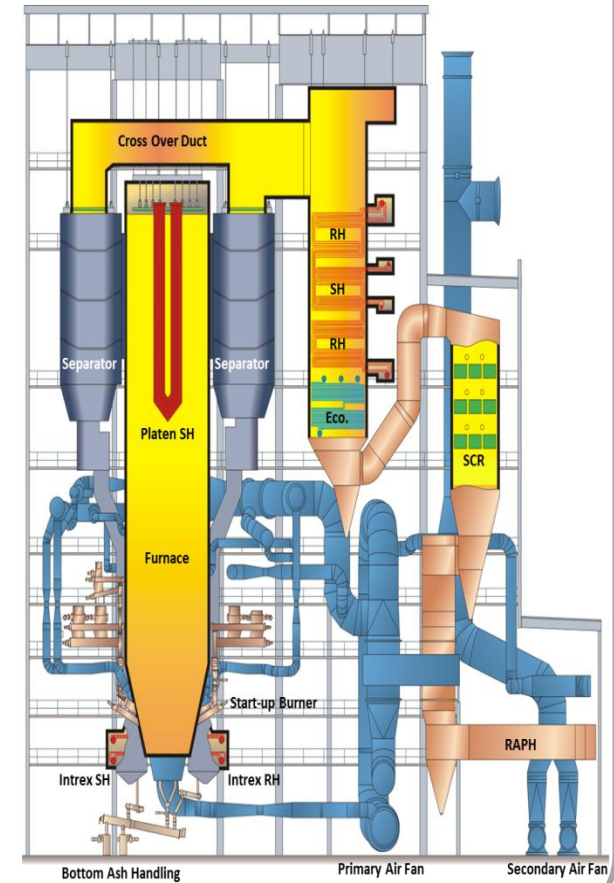 Cross Over Duct
RH
SH
RH
Separator
Separator
Eco.
Platen SH
SCR
Furnace
Start-up Burner
RAPH
Intrex SH
Intrex RH
Bottom Ash Handling
Primary Air Fan
Secondary Air Fan